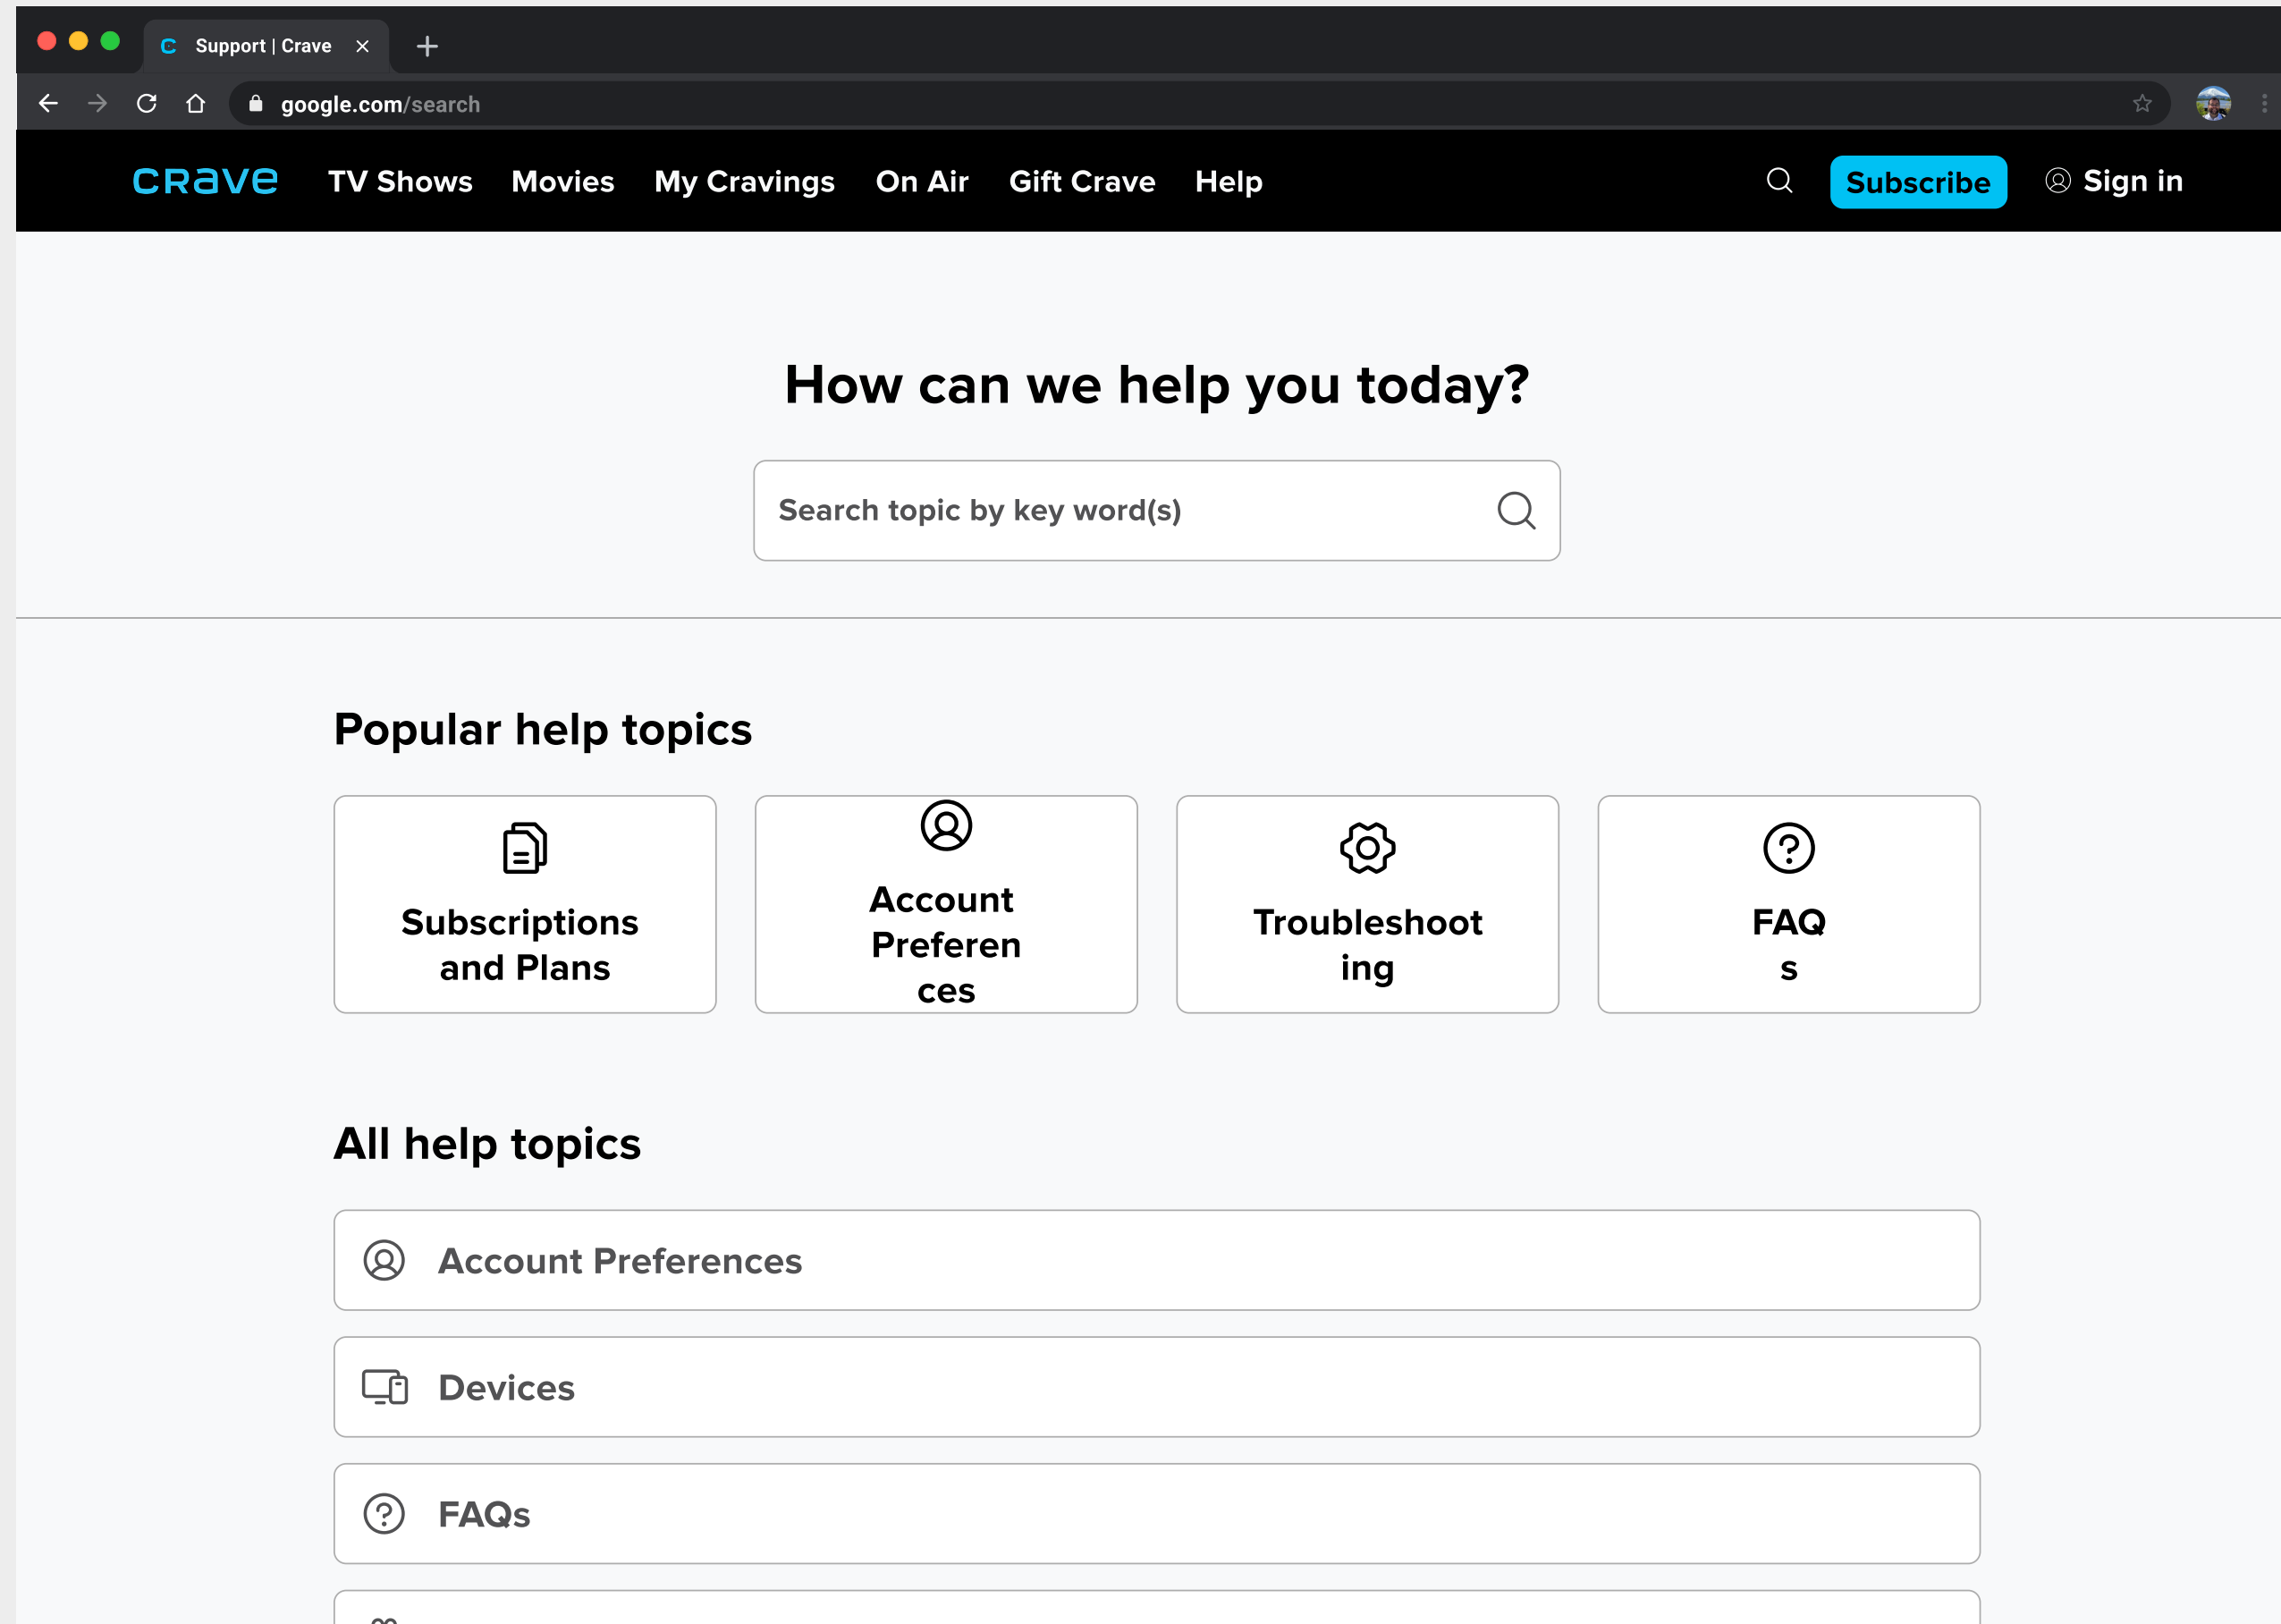 Support | Crave
google.com/search
CRAVE TV Shows Movies My Cravings On Air Gift Crave Help Subscribe Sign in
How can we help you today?
Search topic by key word(s)
Popular help topics
Subscriptions
and Plans
Account
Preferen
ces
Troubleshoot
ing
FAQ
s
All help topics
Account Preferences
Devices
FAQs